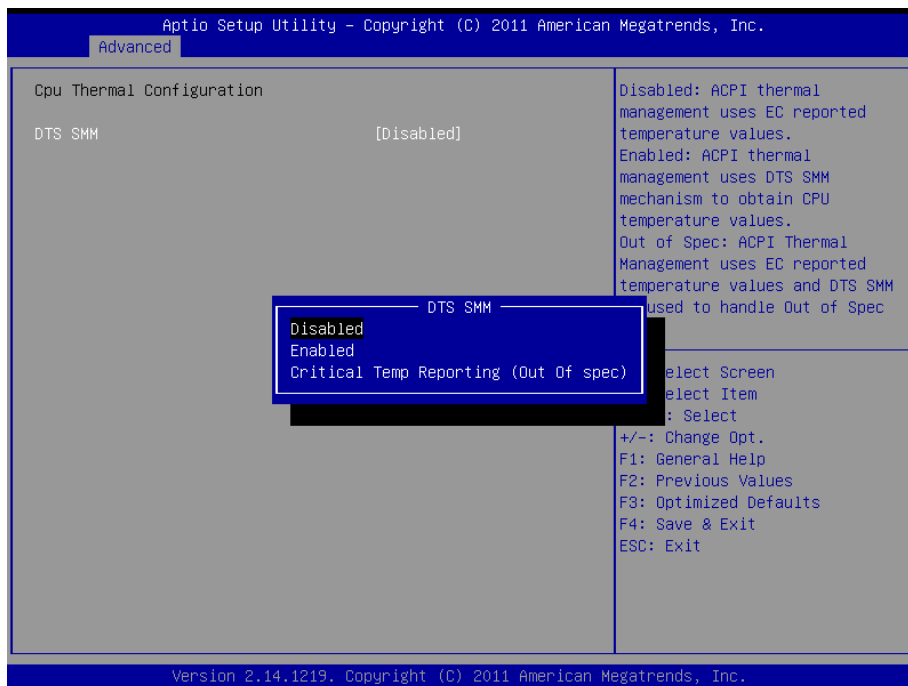 Aptio Setup Utility – Copyright (C) 2011 American Megatrends, Inc.
Advanced
Cpu Thermal Configuration
DTS SMM [Disabled]
Disabled: ACPI thermal
management uses EC reported
temperature values.
Enabled: ACPI thermal
management uses DTS SMM
mechanism to obtain CPU
temperature values.
Out of Spec: ACPI Thermal
Management uses EC reported
temperature values and DTS SMM
used to handle Out of Spec
DTS SMM
Disabled
Enabled
Critical Temp Reporting (Out Of spec)
elect Screen
elect Item
: Select
+/-: Change Opt.
F1: General Help
F2: Previous Values
F3: Optimized Defaults
F4: Save & Exit
ESC: Exit
Version 2.14.1219. Copyright (C) 2011 American Megatrends, Inc.